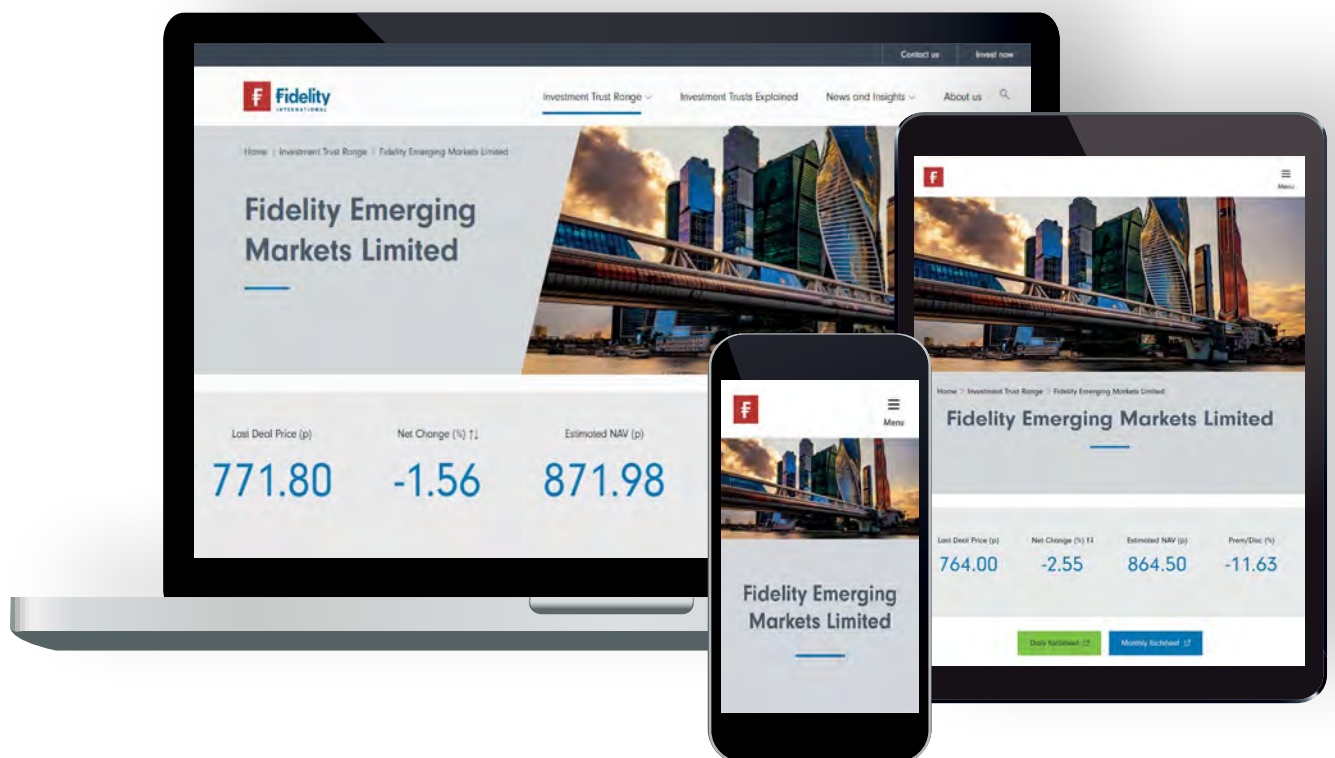 Contact us
Invest now
Fidelity
INTERNATIONAL
Investment Trust Range
Investment Trusts Explained
News and Insights
About us
Home
Investment Trust Range
Fidelity Emerging Markets Limited
Fidelity Emerging
Markets Limited
Last Deal Price (p)
Net Change (%) ↑↓
Estimated NAV (p)
771.80
-1.56
871.98
Menu
Fidelity Emerging
Markets Limited
Menu
Home > Investment Trust Range > Fidelity Emerging Markets Limited
Fidelity Emerging Markets Limited
Last Deal Price (p)
Net Change (%) ↑↓
Estimated NAV (p)
Prem/Disc (%)
764.00
-2.55
864.50
-11.63
Daily factsheet
Monthly factsheet